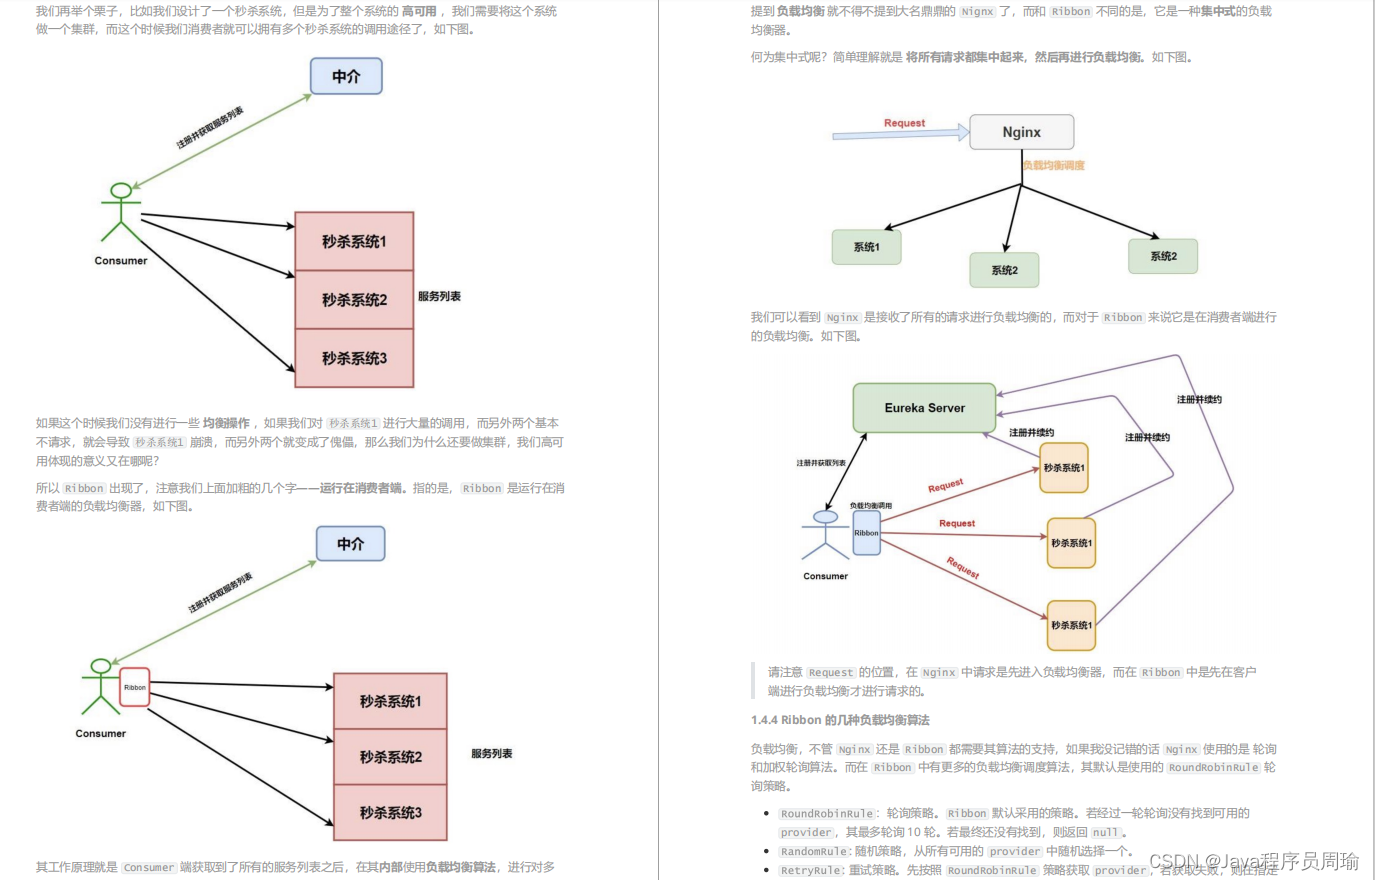 我们再举个栗子，比如我们设计了一个秒杀系统，但是为了整个系统的 高可用 ，我们需要将这个系统
做一个集群，而这个时候我们消费者就可以拥有多个秒杀系统的调用途径了，如下图。
中介
注册并获取服务列表
Consumer
秒杀系统1
秒杀系统2
秒杀系统3
服务列表
如果这个时候我们没有进行一些 均衡操作 ，如果我们对 秒杀系统1 进行大量的调用，而另外两个基本
不请求，就会导致 秒杀系统1 崩溃，而另外两个就变成了傀儡，那么我们为什么还要做集群，我们高可
用体现的意义又在哪呢？
所以 Ribbon 出现了，注意我们上面加粗的几个字——运行在消费者端。指的是，Ribbon 是运行在消
费者端的负载均衡器，如下图。
中介
注册并获取服务列表
Ribbon
Consumer
秒杀系统1
秒杀系统2
秒杀系统3
服务列表
其工作原理就是 Consumer 端获取到了所有的服务列表之后，在其内部使用负载均衡算法，进行对多
提到 负载均衡 就不得不提到大名鼎鼎的 Nignx 了，而和 Ribbon 不同的是，它是一种集中式的负载
均衡器。
何为集中式呢？简单理解就是 将所有请求都集中起来，然后再进行负载均衡。如下图。
Request
Nginx
负载均衡调度
系统1
系统2
系统2
我们可以看到 Nginx 是接收了所有的请求进行负载均衡的，而对于 Ribbon 来说它是在消费者端进行
的负载均衡。如下图。
Eureka Server
注册并续约
注册并续约
注册并续约
注册并获取列表
负载均衡调用
Ribbon
Consumer
Request
Request
Request
秒杀系统1
秒杀系统1
秒杀系统1
请注意 Request 的位置，在 Nginx 中请求是先进入负载均衡器，而在 Ribbon 中是先在客户
端进行负载均衡才进行请求的。
1.4.4 Ribbon 的几种负载均衡算法
负载均衡，不管 Nginx 还是 Ribbon 都需要其算法的支持，如果我没记错的话 Nginx 使用的是 轮询
和加权轮询算法。而在 Ribbon 中有更多的负载均衡调度算法，其默认是使用的 RoundRobinRule 轮
询策略。
• RoundRobinRule：轮询策略。Ribbon 默认采用的策略。若经过一轮轮询没有找到可用的
provider，其最多轮询 10 轮。若最终还没有找到，则返回 null。
• RandomRule: 随机策略，从所有可用的 provider 中随机选择一个。
• RetryRule: 重试策略。先按照 RoundRobinRule 策略获取 provider，若获取失败，则在指定
CSDN @Java程序员周瑜